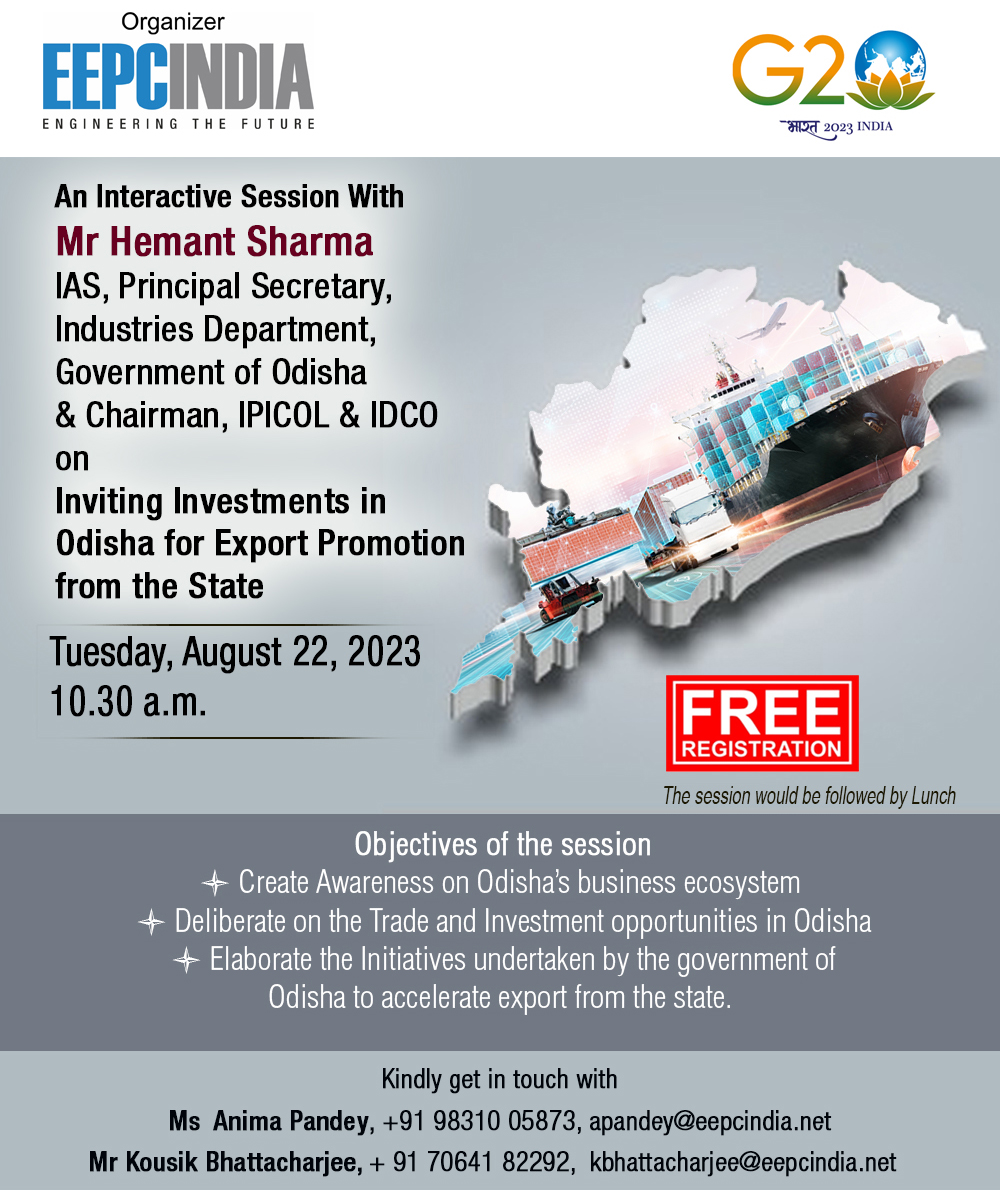 Organizer
EEPCINDIA
ENGINEERING THE FUTURE
G20
भारत 2023 INDIA
An Interactive Session With
Mr Hemant Sharma
IAS, Principal Secretary,
Industries Department,
Government of Odisha
& Chairman, IPICOL & IDCO
on
Inviting Investments in
Odisha for Export Promotion
from the State
Tuesday, August 22, 2023
10.30 a.m.
FREE
REGISTRATION
The session would be followed by Lunch
Objectives of the session
Create Awareness on Odisha’s business ecosystem
Deliberate on the Trade and Investment opportunities in Odisha
Elaborate the Initiatives undertaken by the government of
Odisha to accelerate export from the state.
Kindly get in touch with
Ms Anima Pandey, +91 98310 05873, apandey@eepcindia.net
Mr Kousik Bhattacharjee, + 91 70641 82292, kbhattacharjee@eepcindia.net